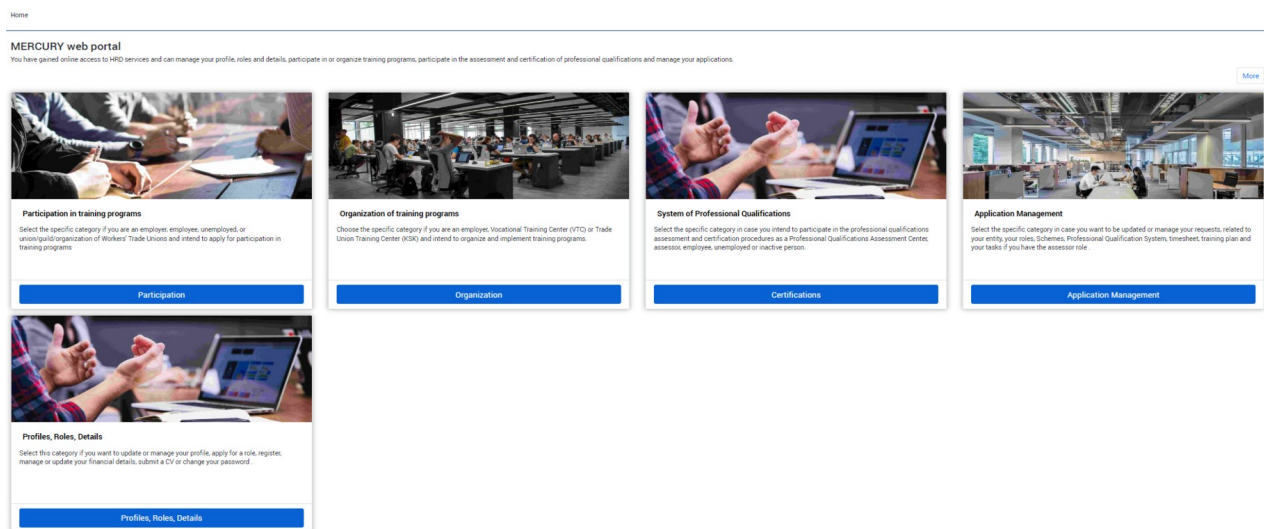 Home
MERCURY web portal
You have gained online access to HRD services and can manage your profile, roles and details, participate in or organize training programs, participate in the assessment and certification of professional qualifications and manage your applications.
More
Participation in training programs
Select the specific category if you are an employer, employee, unemployed, or
union/guild/organization of Workers' Trade Unions and intend to apply for participation in
training programs
Participation
Organization of training programs
Choose the specific category if you are an employer, Vocational Training Center (VTC) or Trade
Union Training Center (KSK) and intend to organize and implement training programs.
Organization
System of Professional Qualifications
Select the specific category in case you intend to participate in the professional qualifications
assessment and certification procedures as a Professional Qualifications Assessment Center,
assessor, employee, unemployed or inactive person.
Certifications
Application Management
Select the specific category in case you want to be updated or manage your requests, related to
your entity, your roles, Schemes, Professional Qualification System, timesheet, training plan and
your tasks if you have the assessor role .
Application Management
Profiles, Roles, Details
Select this category if you want to update or manage your profile, apply for a role, register,
manage or update your financial details, submit a CV or change your password .
Profiles, Roles, Details